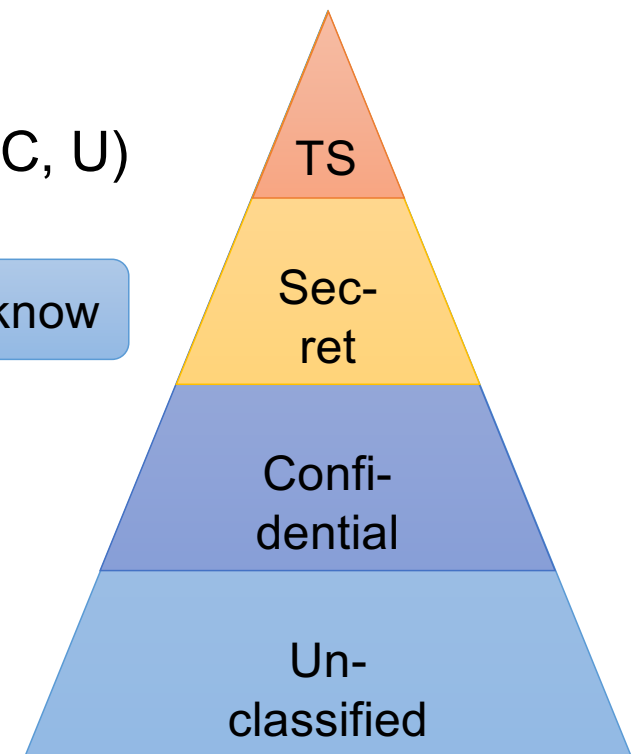 C, U)
TS
know
Sec-
ret
Confi-
dential
Un-
classified